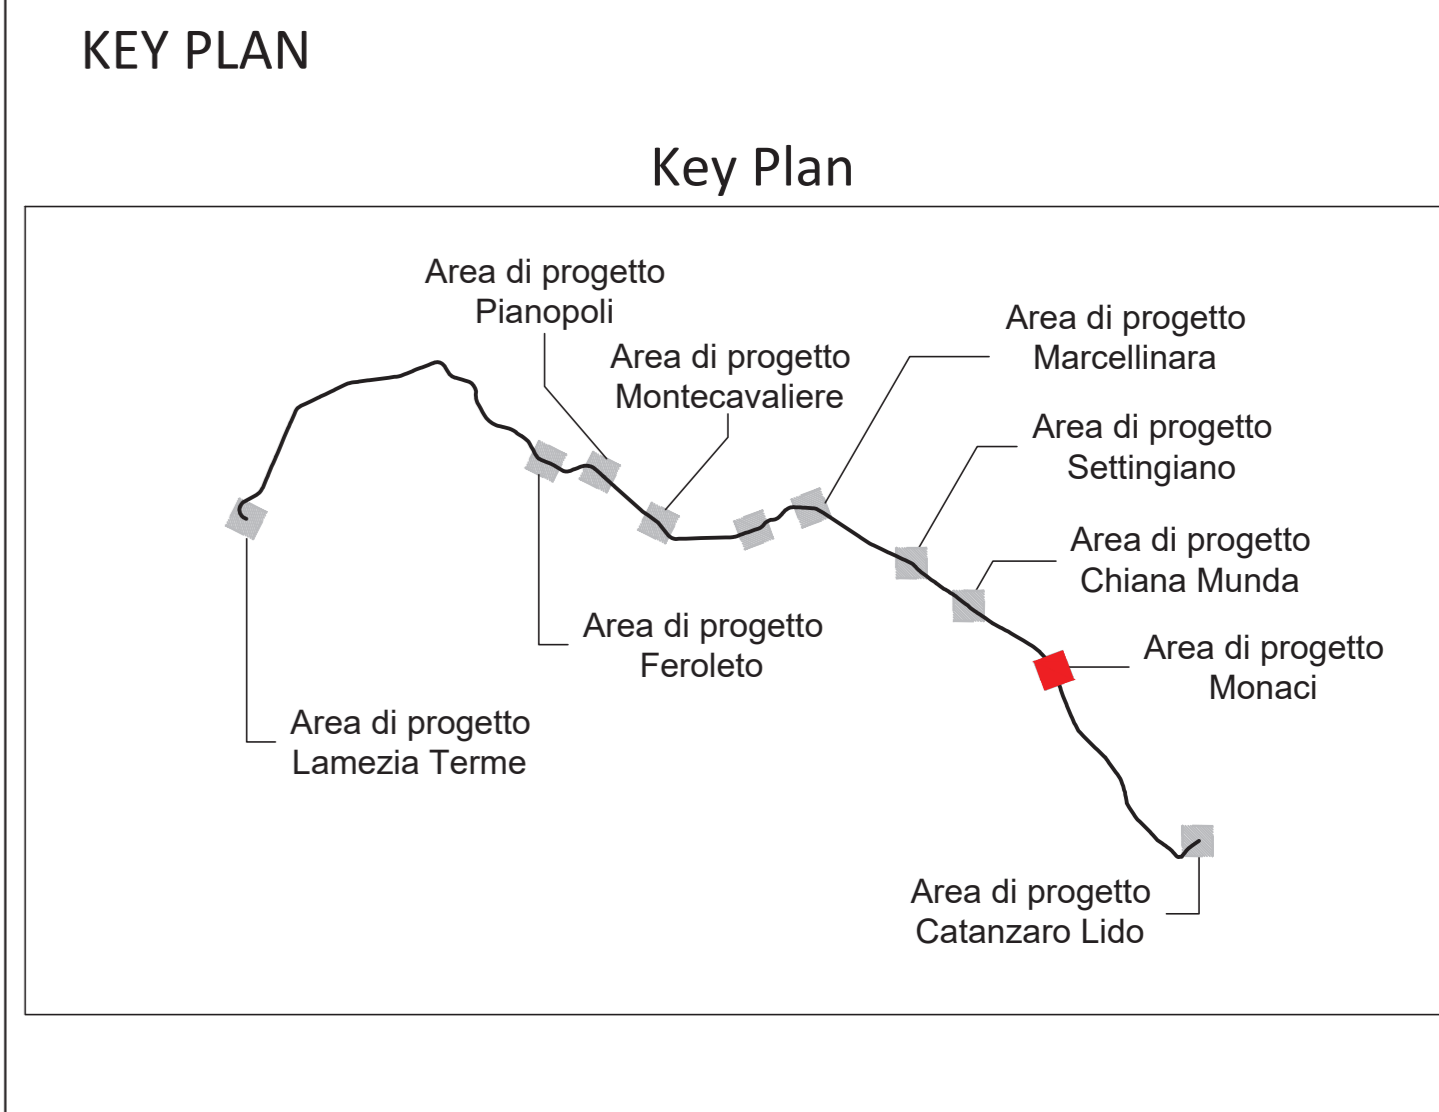 KEY PLAN
Key Plan
Area di progetto
Pianopoli
Area di progetto
Montecavaliere
Area di progetto
Marcellinara
Area di progetto
Settingiano
Area di progetto
Chiana Munda
Area di progetto
Feroleto
Area di progetto
Monaci
Area di progetto
Lamezia Terme
Area di progetto
Catanzaro Lido